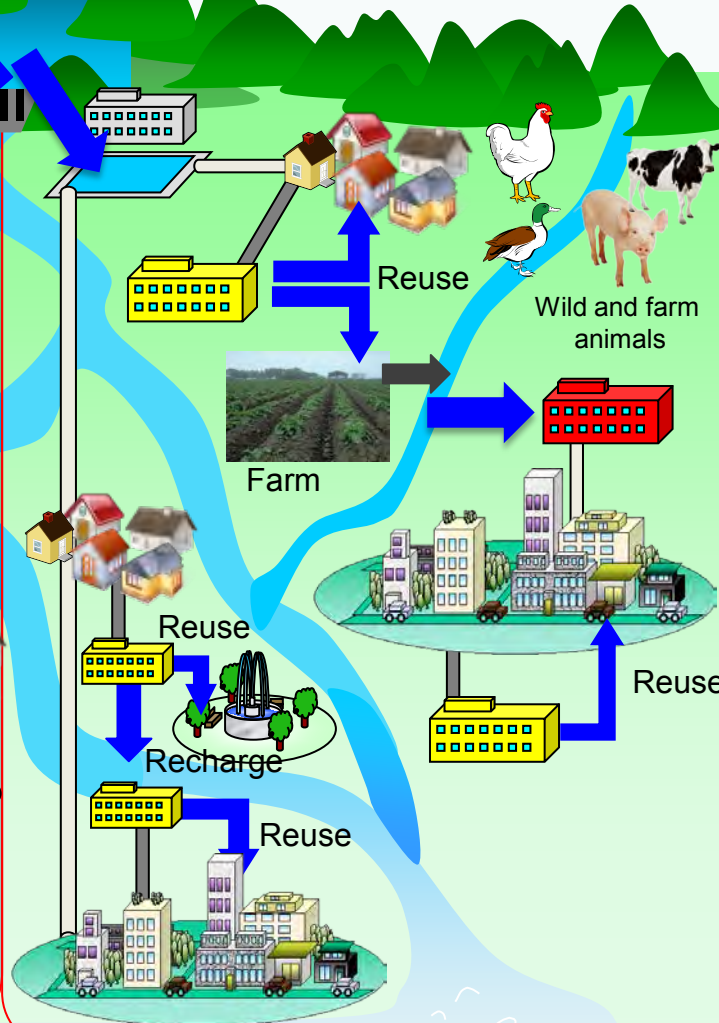 Reuse
Wild and farm
animals
Farm
Reuse
Reuse
Recharge
Reuse